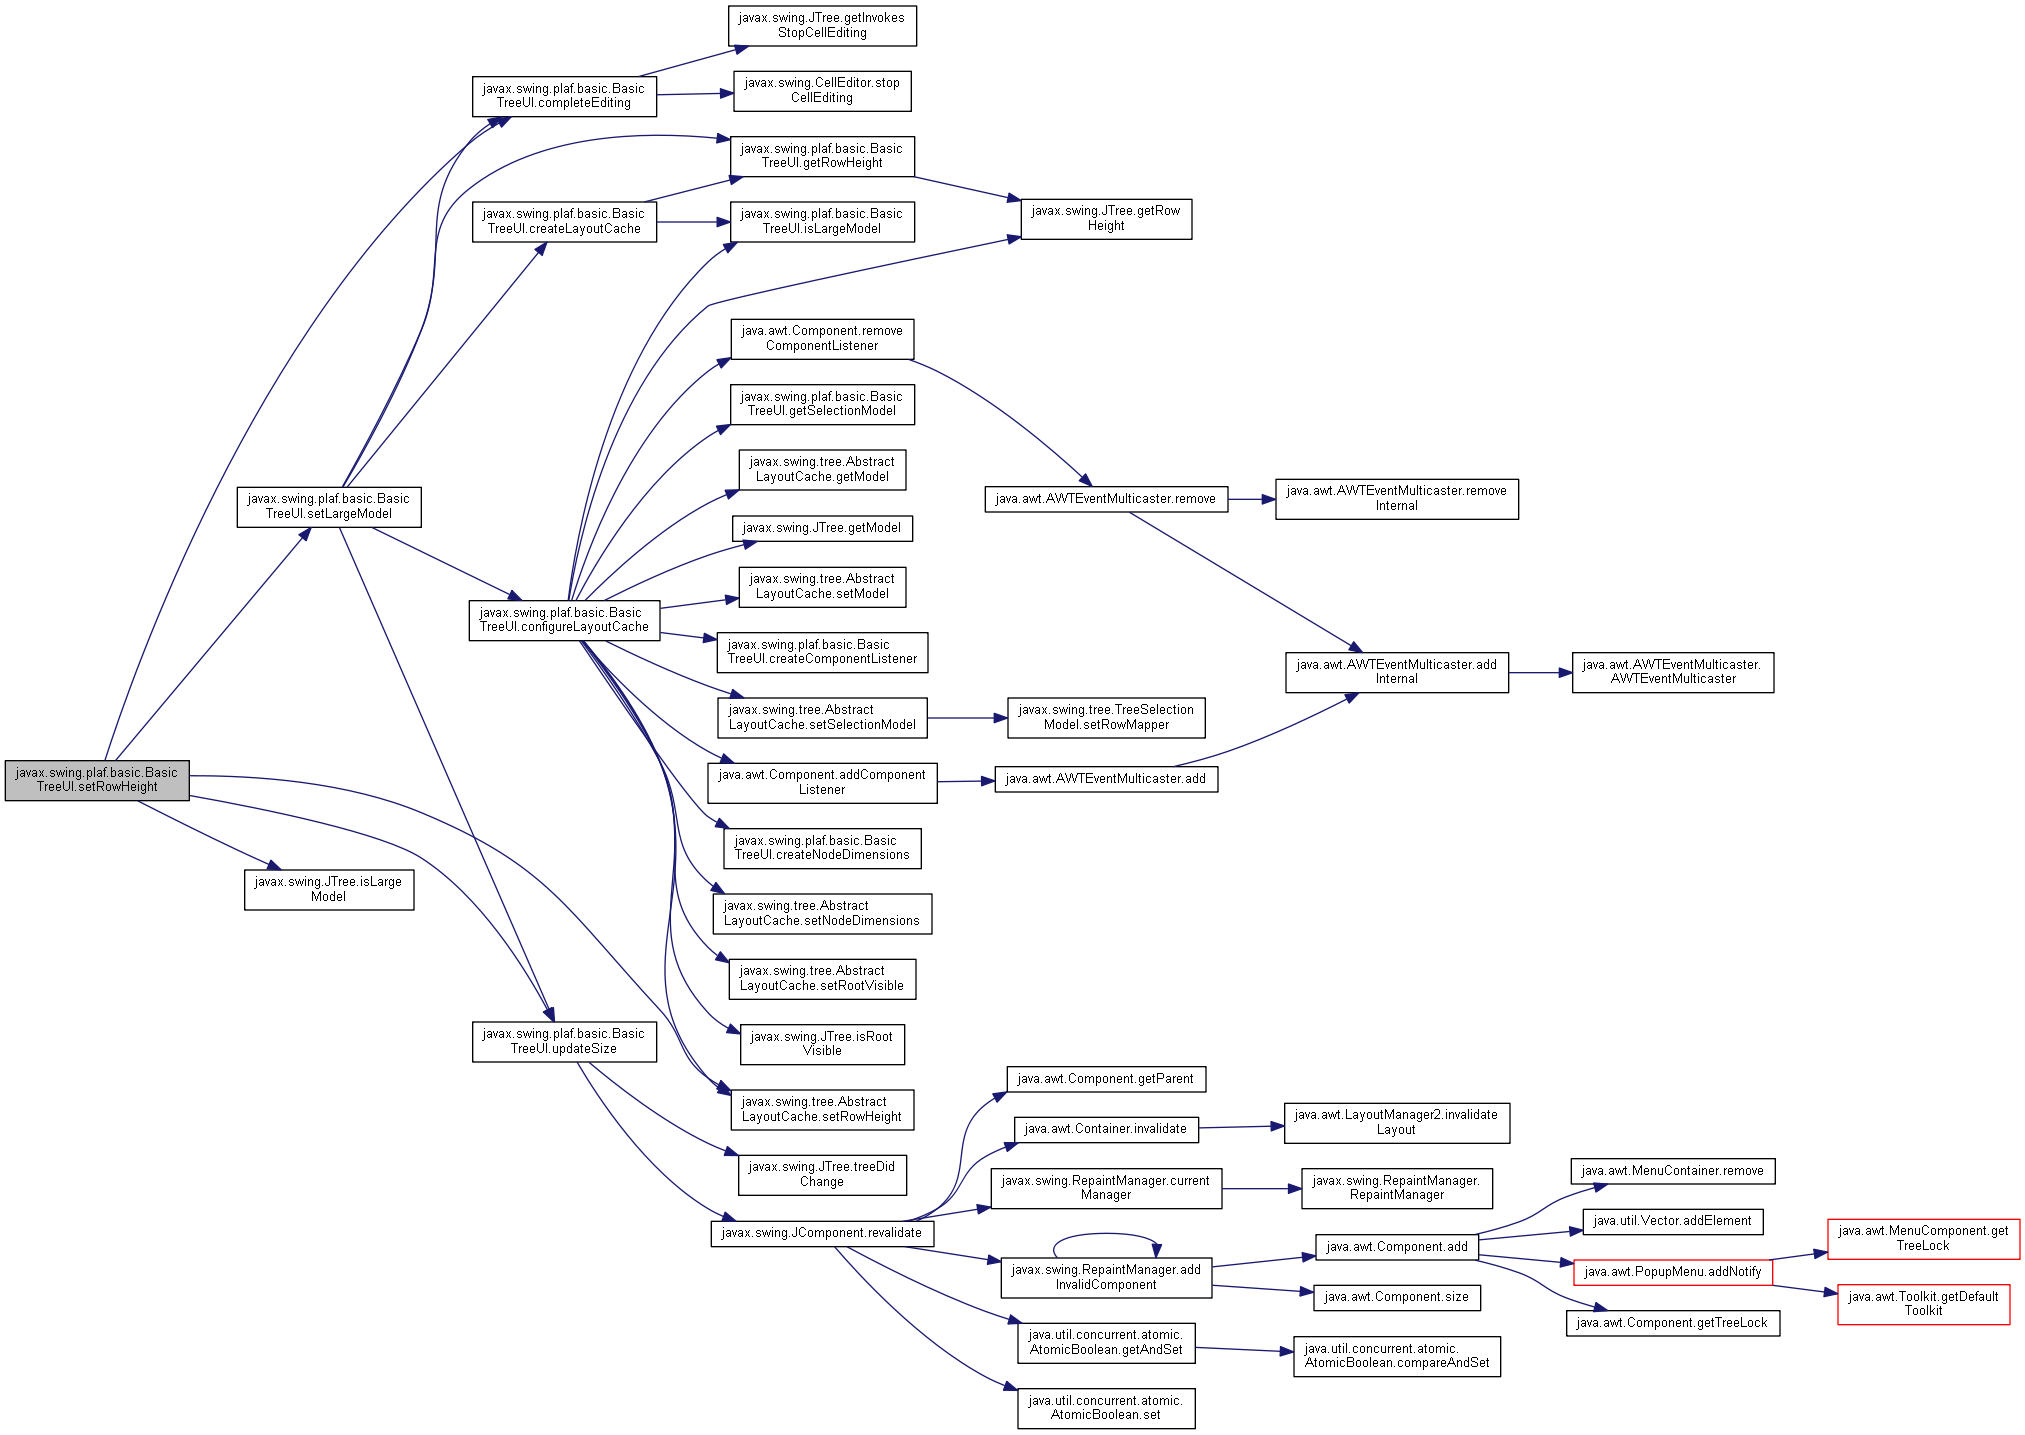 javax.swing.JTree.getInvokes
StopCellEditing
javax.swing.plaf.basic.Basic
TreeUI.completeEditing
javax.swing.CellEditor.stop
CellEditing
javax.swing.plaf.basic.Basic
TreeUI.getRowHeight
javax.swing.plaf.basic.Basic
TreeUI.createLayoutCache
javax.swing.plaf.basic.Basic
TreeUI.isLargeModel
javax.swing.JTree.getRow
Height
java.awt.Component.remove
ComponentListener
javax.swing.plaf.basic.Basic
TreeUI.getSelectionModel
javax.swing.tree.Abstract
LayoutCache.getModel
javax.swing.plaf.basic.Basic
TreeUI.setLargeModel
java.awt.AWTEventMulticaster.remove
java.awt.AWTEventMulticaster.remove
Internal
javax.swing.JTree.getModel
javax.swing.tree.Abstract
LayoutCache.setModel
javax.swing.plaf.basic.Basic
TreeUI.configureLayoutCache
javax.swing.plaf.basic.Basic
TreeUI.createComponentListener
java.awt.AWTEventMulticaster.add
Internal
java.awt.AWTEventMulticaster.
AWTEventMulticaster
javax.swing.tree.Abstract
LayoutCache.setSelectionModel
javax.swing.tree.TreeSelection
Model.setRowMapper
javax.swing.plaf.basic.Basic
TreeUI.setRowHeight
java.awt.Component.addComponent
Listener
java.awt.AWTEventMulticaster.add
javax.swing.plaf.basic.Basic
TreeUI.createNodeDimensions
javax.swing.JTree.isLarge
Model
javax.swing.tree.Abstract
LayoutCache.setNodeDimensions
javax.swing.tree.Abstract
LayoutCache.setRootVisible
javax.swing.plaf.basic.Basic
TreeUI.updateSize
javax.swing.JTree.isRoot
Visible
javax.swing.tree.Abstract
LayoutCache.setRowHeight
java.awt.Component.getParent
java.awt.Container.invalidate
java.awt.LayoutManager2.invalidate
Layout
javax.swing.JTree.treeDid
Change
javax.swing.RepaintManager.current
Manager
javax.swing.RepaintManager.
RepaintManager
java.awt.MenuContainer.remove
javax.swing.JComponent.revalidate
java.util.Vector.addElement
java.awt.MenuComponent.get
TreeLock
java.awt.Component.add
javax.swing.RepaintManager.add
InvalidComponent
java.awt.PopupMenu.addNotify
java.awt.Component.size
java.awt.Toolkit.getDefault
Toolkit
java.awt.Component.getTreeLock
java.util.concurrent.atomic.
AtomicBoolean.getAndSet
java.util.concurrent.atomic.
AtomicBoolean.compareAndSet
java.util.concurrent.atomic.
AtomicBoolean.set